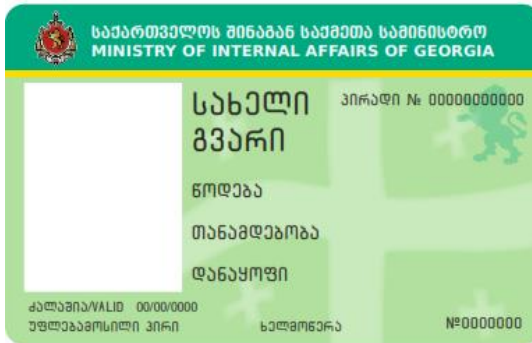 საქართველოს შინაგან საქმეთა სამინისტრო
MINISTRY OF INTERNAL AFFAIRS OF GEORGIA
სახელი
პირადი № 00000000000
გვარი
წოდება
თანამდებობა
დანაყოფი
ძალაშია/VALID 00/00/0000
უფლებამოსილი პირი ხელმოწერა №0000000